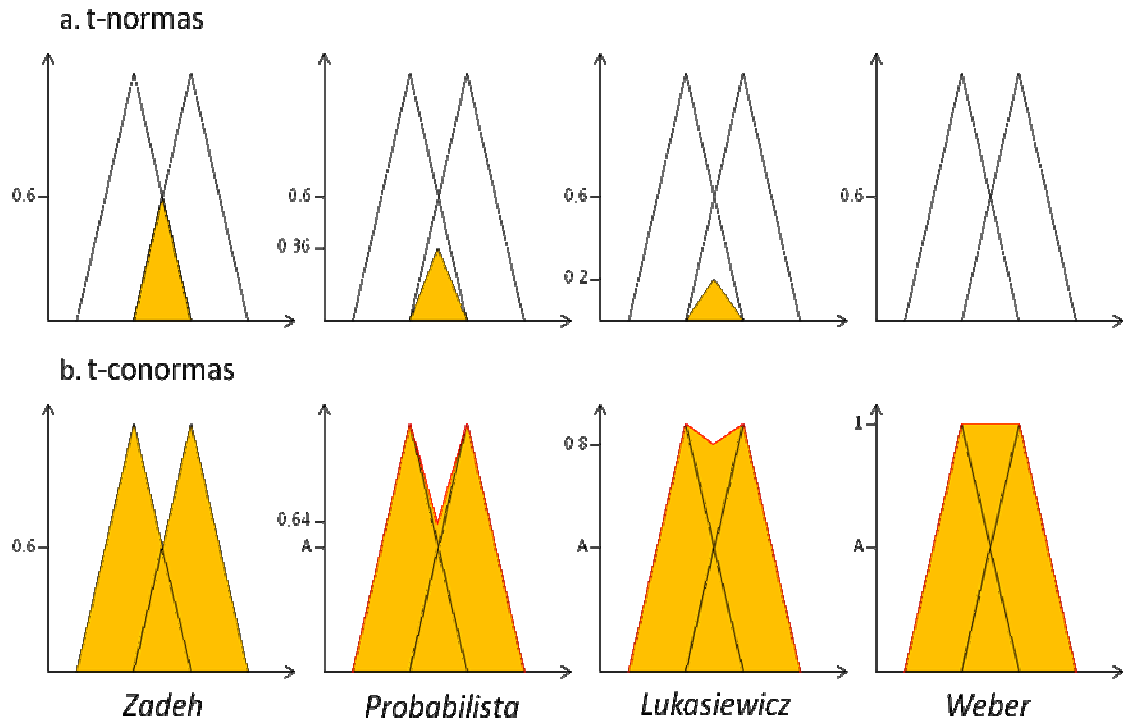 a. t-normas
0.6
0.6
0.36
0.6
0.2
0.6
b. t-conormas
0.6
0.64
A
0.8
A
1
A
Zadeh
Probabilista
Lukasiewicz
Weber